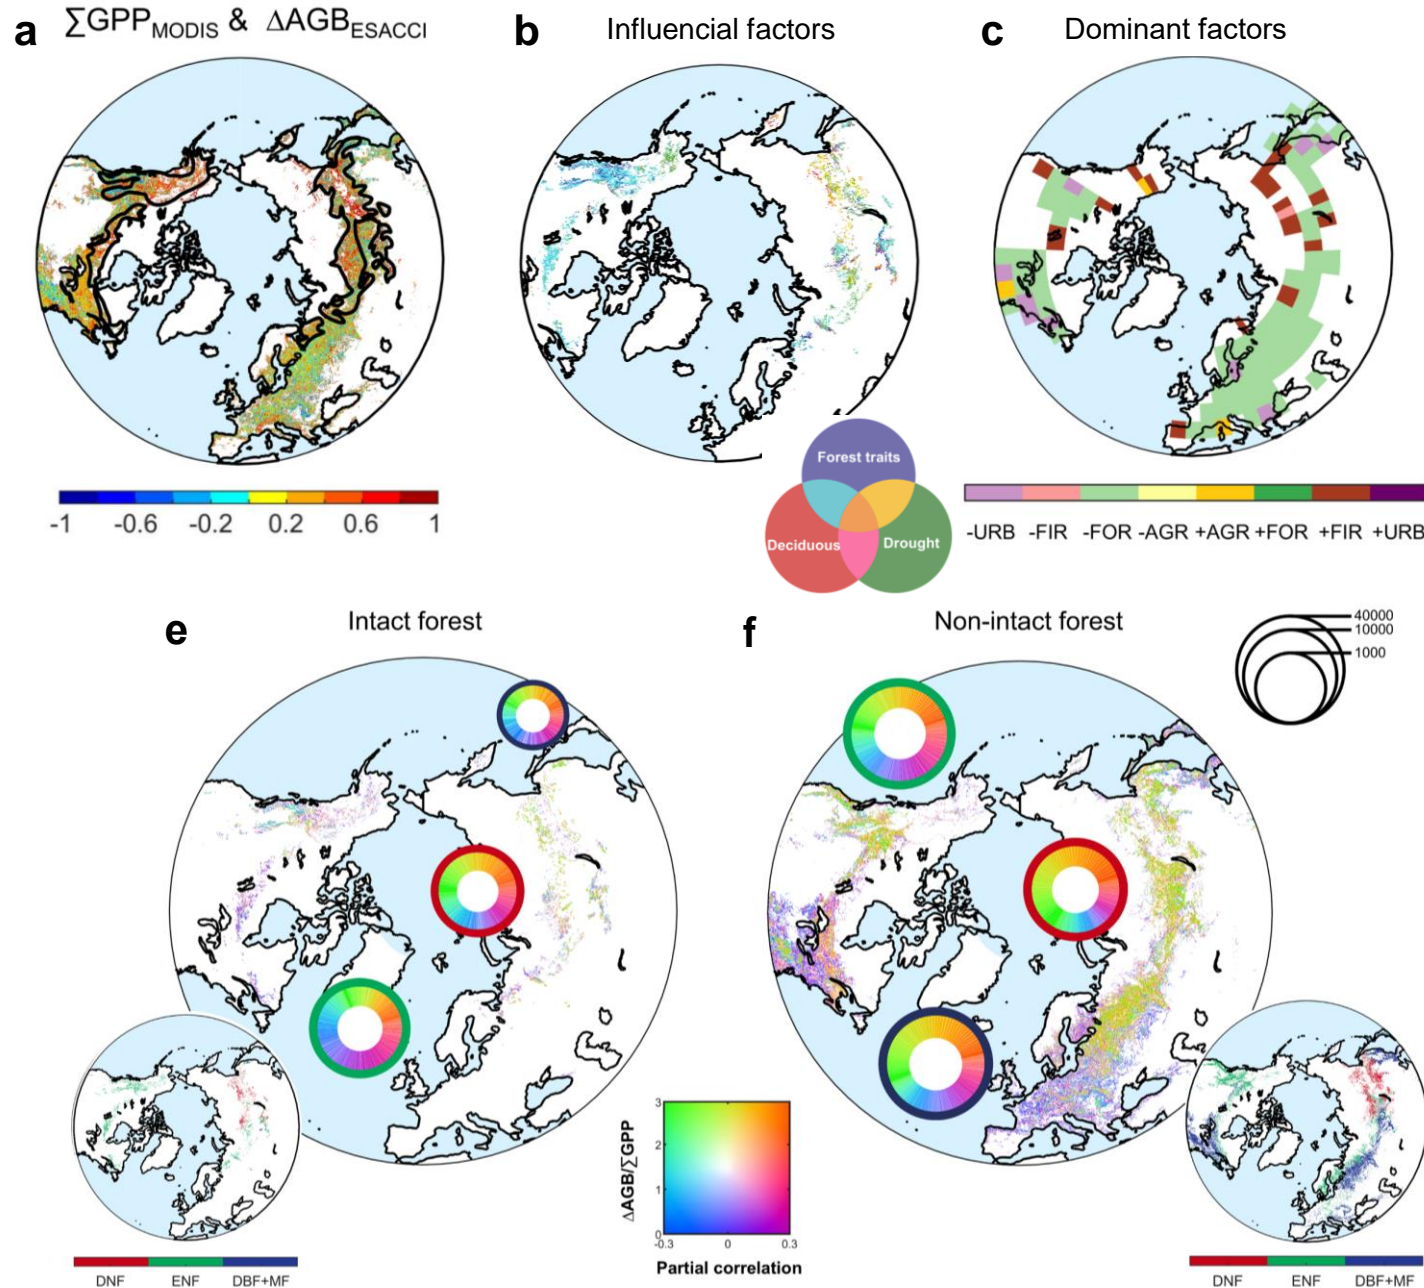 a ∑GPP_MODIS & ΔAGB_ESACCI
b Influencial factors
c Dominant factors
-1 -0.6 -0.2 0.2 0.6 1
Forest traits
Deciduous Drought
-URB -FIR -FOR -AGR +AGR +FOR +FIR +URB
e Intact forest
f Non-intact forest
40000
10000
1000
ΔAGB/∑GPP
3
2
1
0
-0.3 0 0.3
Partial correlation
DNF ENF DBF+MF
DNF ENF DBF+MF